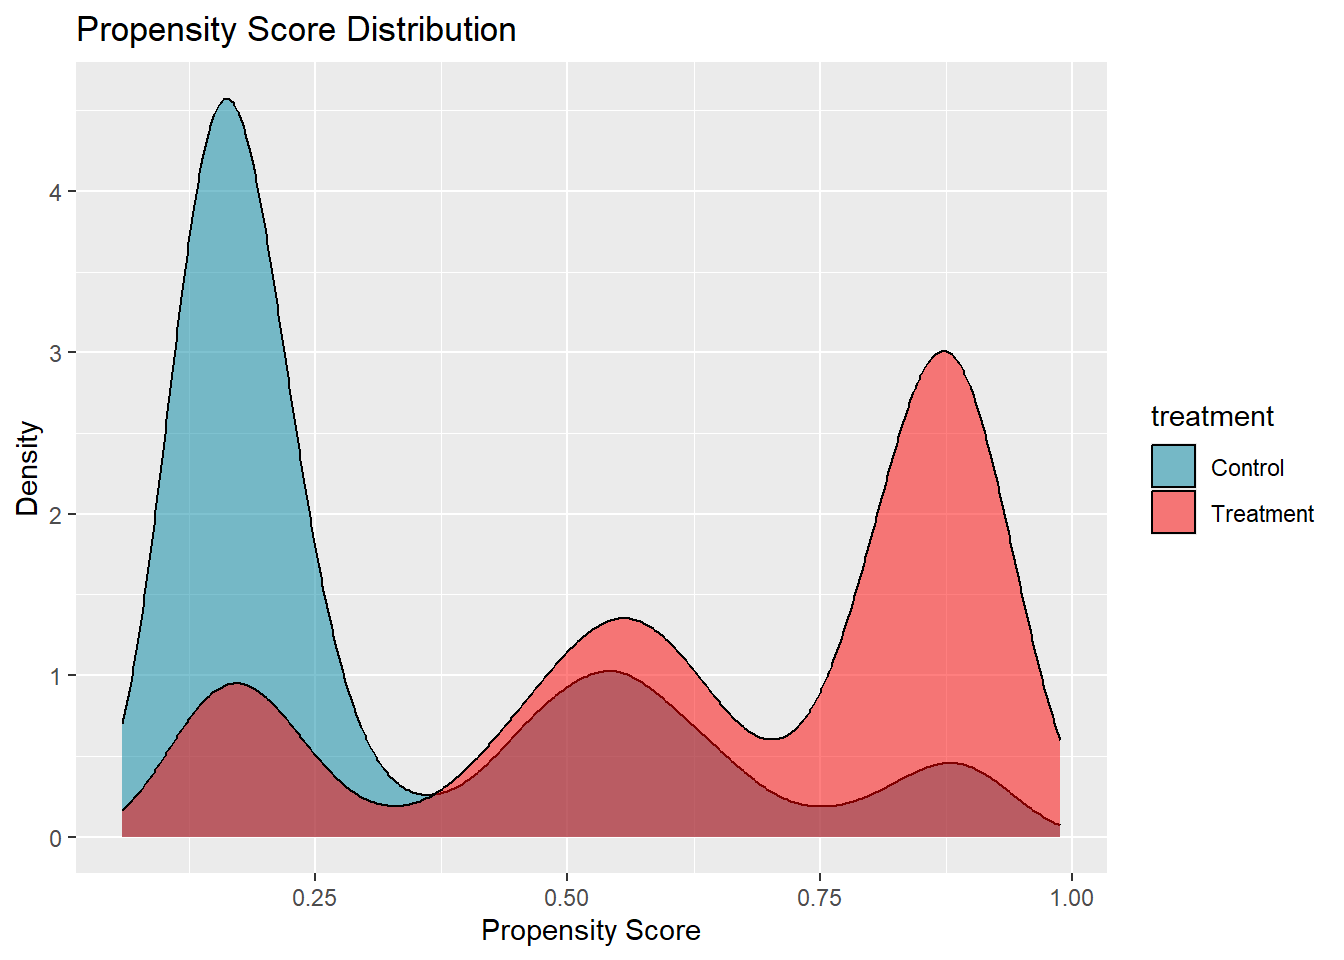 Propensity Score Distribution
4
3
2
1
0
Density
0.25 0.50 0.75 1.00
Propensity Score
treatment
Control
Treatment